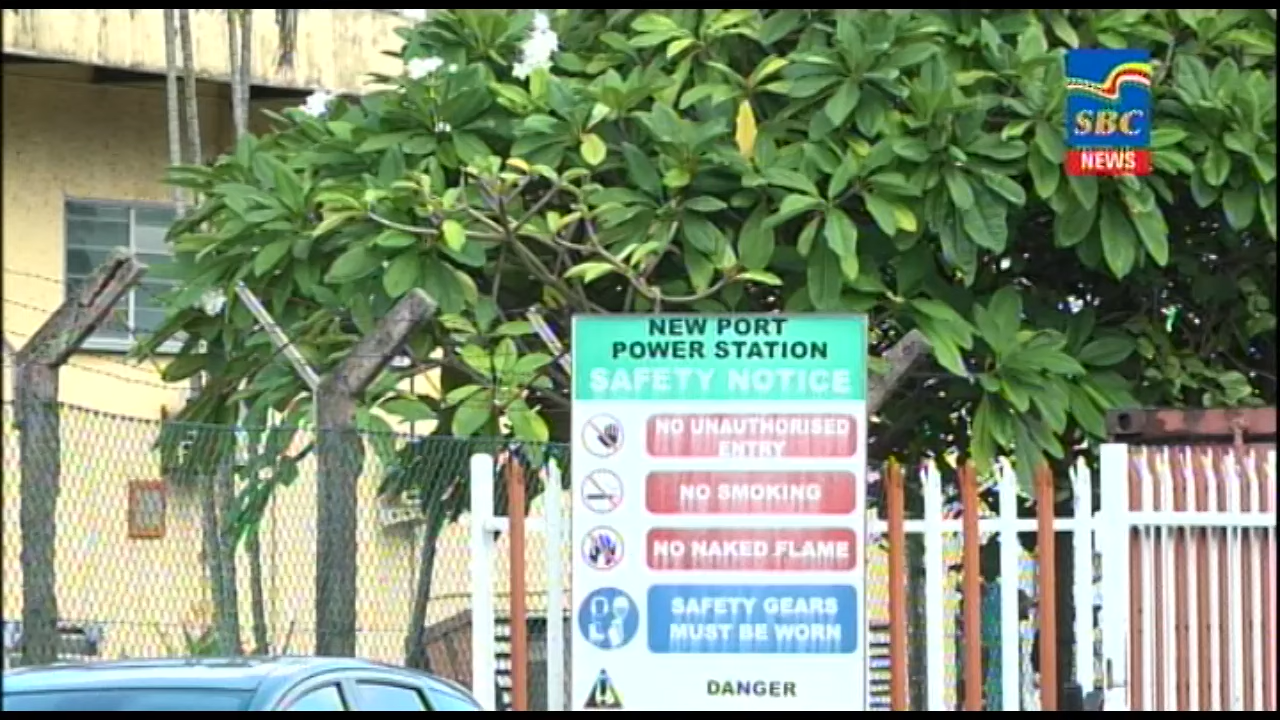 SBC
NEWS
NEW PORT
POWER STATION
SAFETY NOTICE
NO UNAUTHORISED
ENTRY
NO SMOKING
NO NAKED FLAME
SAFETY GEARS
MUST BE WORN
DANGER